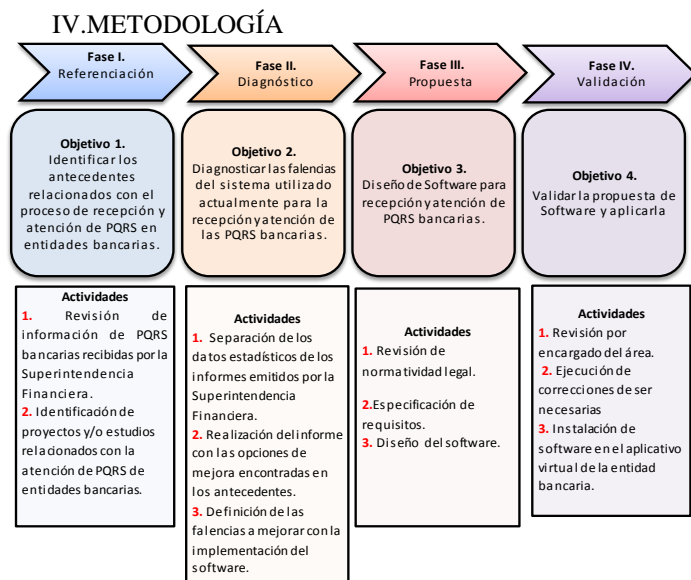 IV.METODOLOGÍA
Fase I.
Referenciación
Fase II.
Diagnóstico
Fase III.
Propuesta
Fase IV.
Validación
Objetivo 1.
Identificar los
antecedentes
relacionados con el
proceso de recepción y
atención de PQRS en
entidades bancarias.
Objetivo 2.
Diagnosticar las falencias
del sistema utilizado
actualmente para la
recepción y atención de
las PQRS bancarias.
Objetivo 3.
Diseño de Software para
recepción y atención de
PQRS bancarias.
Objetivo 4.
Validar la propuesta de
Software y aplicarla
Actividades
1. Revisión de
información de PQRS
bancarias recibidas por la
Superintendencia
Financiera.
2. Identificación de
proyectos y/o estudios
relacionados con la
atención de PQRS de
entidades bancarias.
Actividades
1. Separación de los
datos estadísticos de los
informes emitidos por la
Superintendencia
Financiera.
2. Realización del informe
con las opciones de
mejora encontradas en
los antecedentes.
3. Definición de las
falencias a mejorar con la
implementación del
software.
Actividades
1. Revisión de
normatividad legal.
2.Especificación de
requisitos.
3. Diseño del software.
Actividades
1. Revisión por
encargado del área.
2. Ejecución de
correcciones de ser
necesarias
3. Instalación de
software en el aplicativo
virtual de la entidad
bancaria.